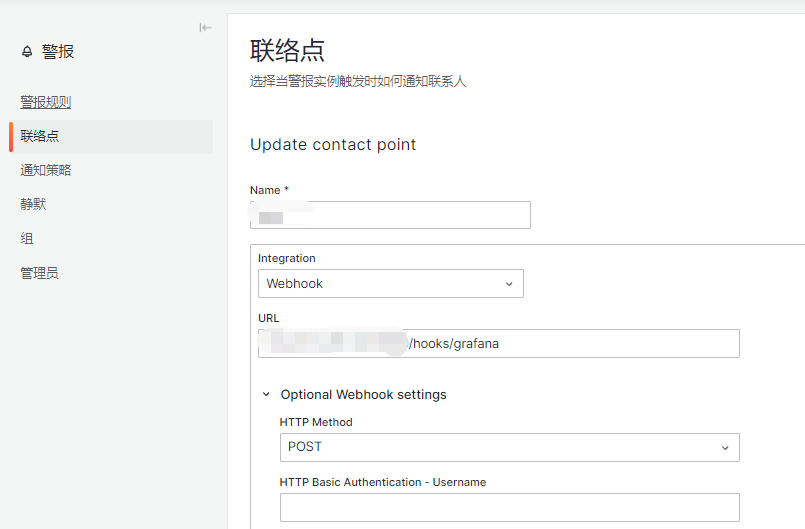 警报
警报规则
联络点
通知策略
静默
组
管理员
联络点
选择当警报实例触发时如何通知联系人
Update contact point
Name *
Integration
Webhook
URL
/hooks/grafana
Optional Webhook settings
HTTP Method
POST
HTTP Basic Authentication - Username